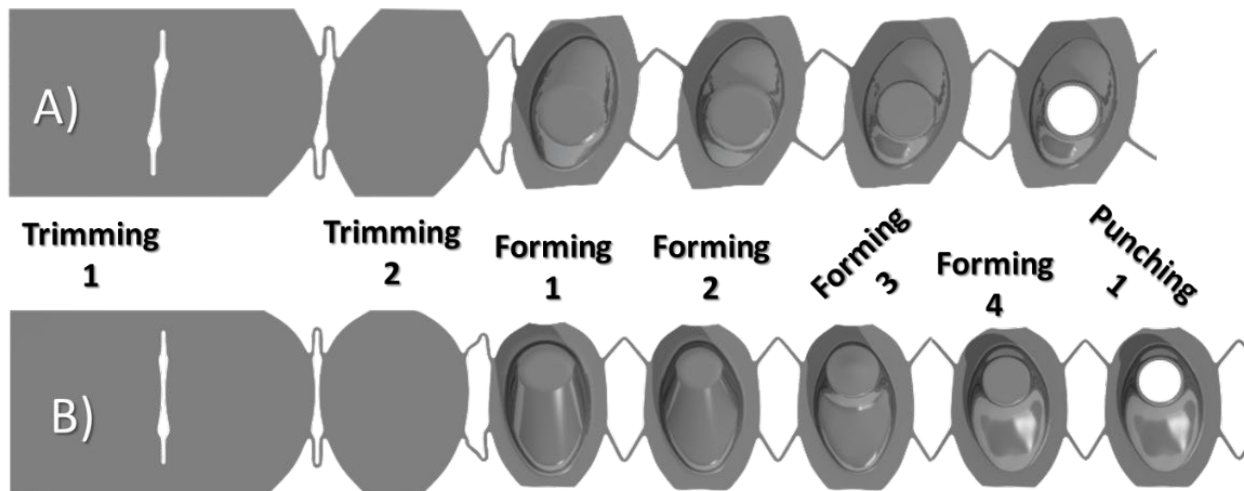 A)
Trimming
1
Trimming
2
Forming
1
Forming
2
Forming
3
Forming
4
Punching
1
B)